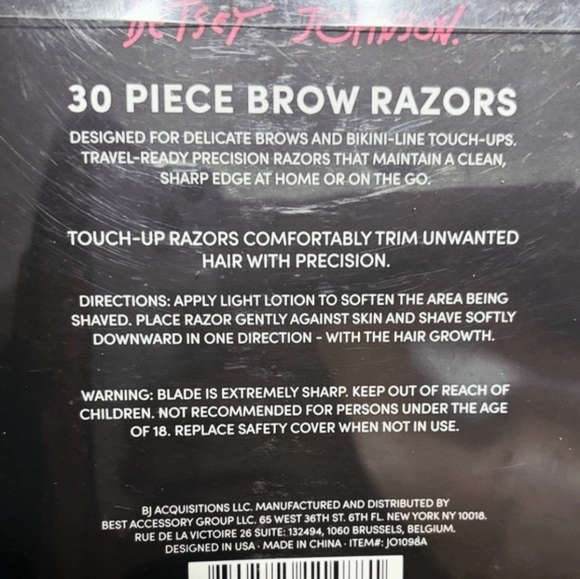 BETSEY JOHNSON.
30 PIECE BROW RAZORS
DESIGNED FOR DELICATE BROWS AND BIKINI-LINE TOUCH-UPS.
TRAVEL-READY PRECISION RAZORS THAT MAINTAIN A CLEAN,
SHARP EDGE AT HOME OR ON THE GO.
TOUCH-UP RAZORS COMFORTABLY TRIM UNWANTED
HAIR WITH PRECISION.
DIRECTIONS: APPLY LIGHT LOTION TO SOFTEN THE AREA BEING
SHAVED. PLACE RAZOR GENTLY AGAINST SKIN AND SHAVE SOFTLY
DOWNWARD IN ONE DIRECTION - WITH THE HAIR GROWTH.
WARNING: BLADE IS EXTREMELY SHARP. KEEP OUT OF REACH OF
CHILDREN. NOT RECOMMENDED FOR PERSONS UNDER THE AGE
OF 18. REPLACE SAFETY COVER WHEN NOT IN USE.
BJ ACQUISITIONS LLC. MANUFACTURED AND DISTRIBUTED BY
BEST ACCESSORY GROUP LLC. 65 WEST 36TH ST. 6TH FL. NEW YORK NY 10018.
RUE DE LA VICTOIRE 26 SUITE: 132494, 1060 BRUSSELS, BELGIUM.
DESIGNED IN USA · MADE IN CHINA · ITEM#: JO1098A